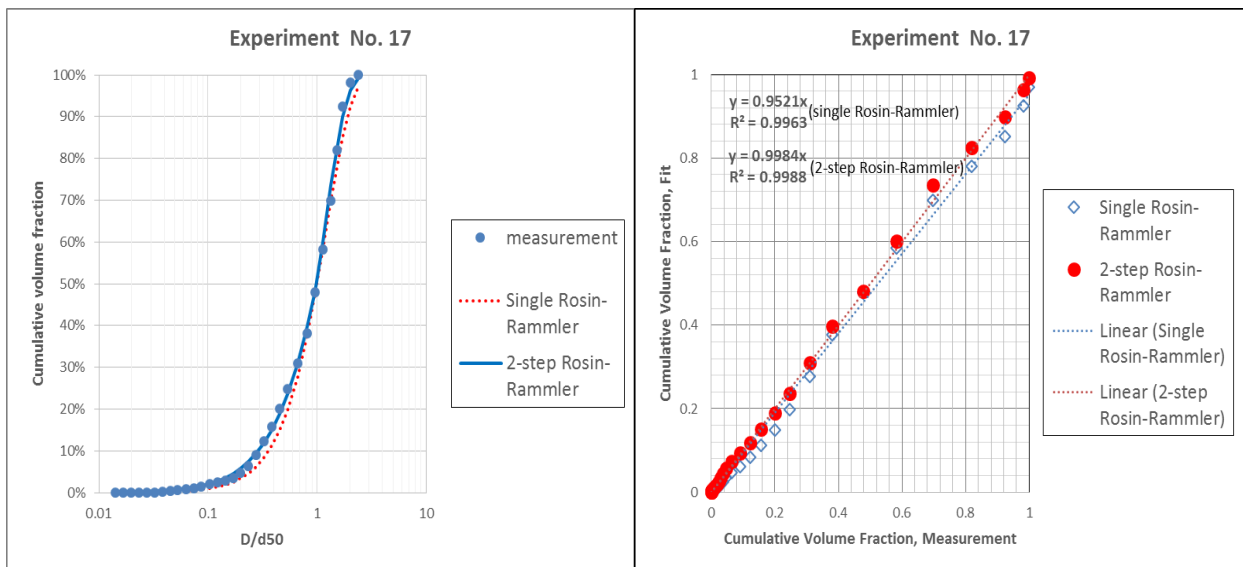 Experiment  No. 17
Cumulative volume fraction
100%
90%
80%
70%
60%
50%
40%
30%
20%
10%
0%
0.01
0.1
1
10
D/d50
measurement
Single Rosin-
Rammler
2-step Rosin-
Rammler
Experiment  No. 17
Cumulative Volume Fraction, Fit
1
0.8
0.6
0.4
0.2
0
y = 0.9521x
R² = 0.9963
(single Rosin-Rammler)
y = 0.9984x
R² = 0.9988
(2-step Rosin-Rammler)
0
0.2
0.4
0.6
0.8
1
Cumulative Volume Fraction, Measurement
Single Rosin-
Rammler
2-step Rosin-
Rammler
Linear (Single
Rosin-Rammler)
Linear (2-step
Rosin-Rammler)